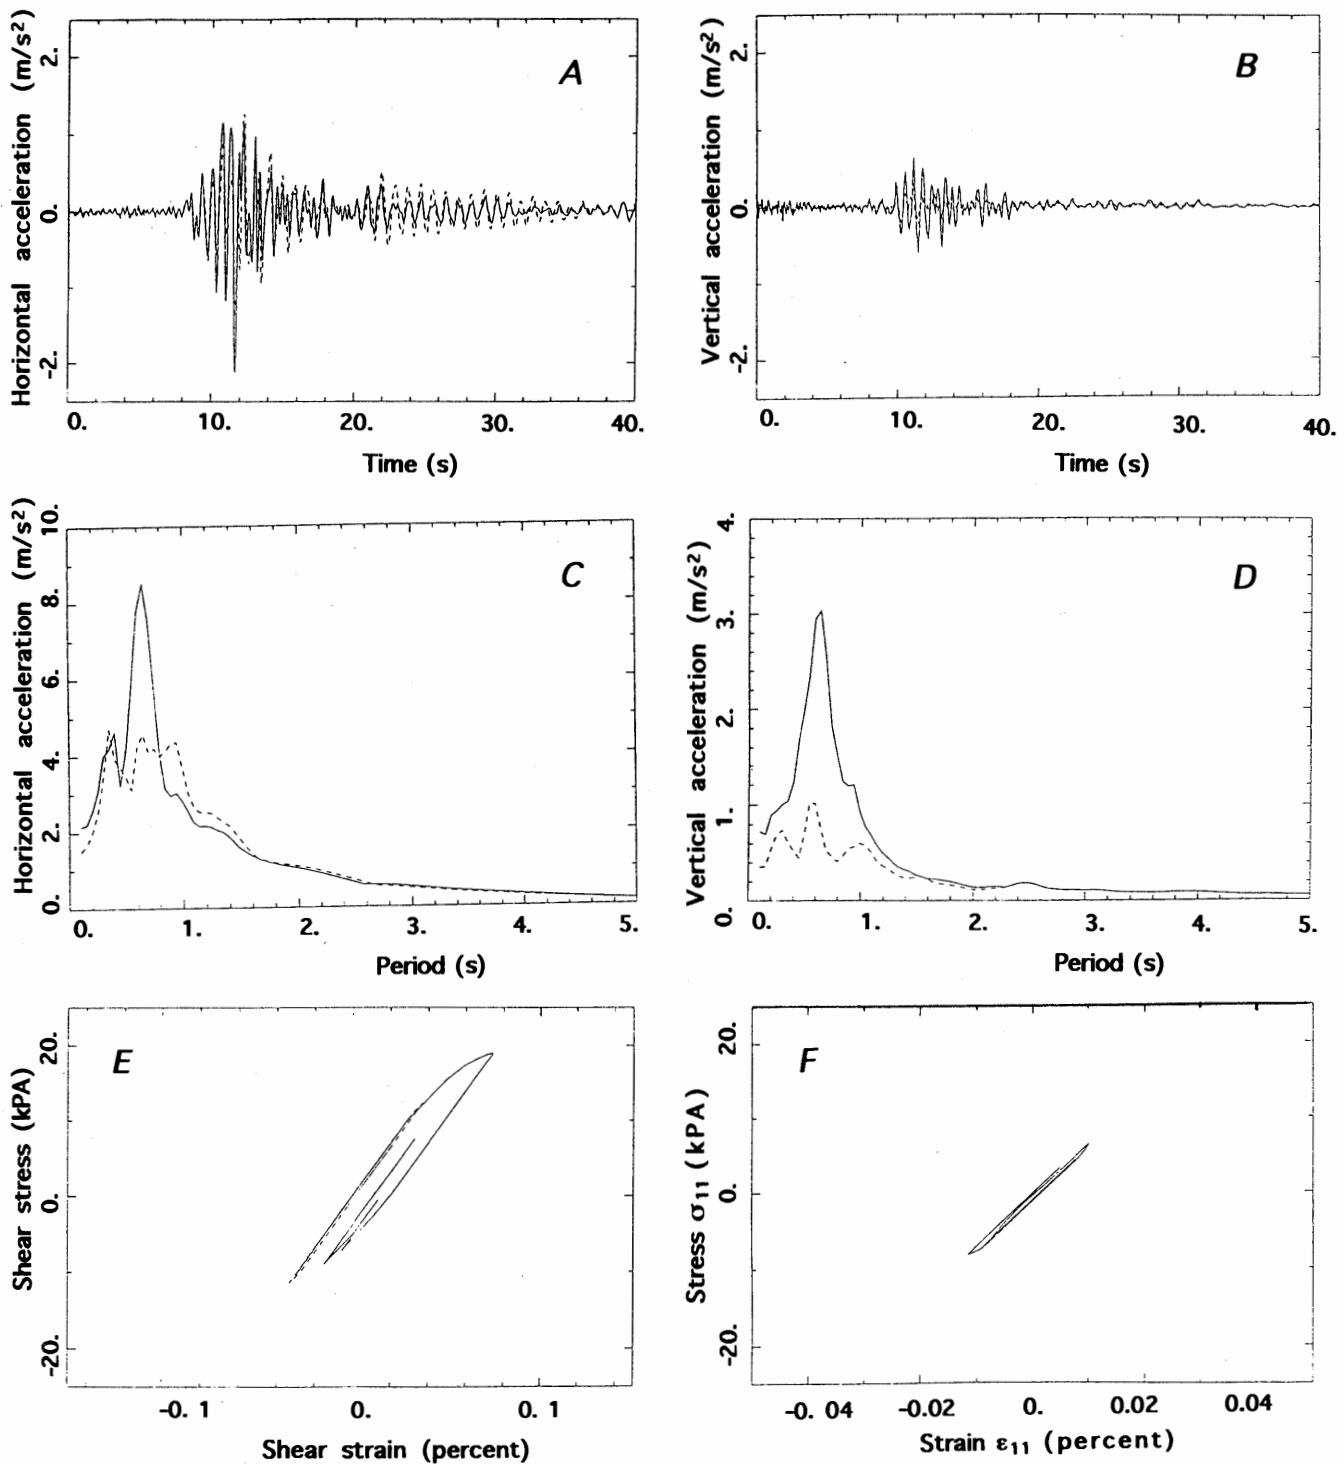 Horizontal acceleration (m/s²)
2.
0.
-2.
A
0. 10. 20. 30. 40.
Time (s)
Vertical acceleration (m/s²)
2.
0.
-2.
B
0. 10. 20. 30. 40.
Time (s)
Horizontal acceleration (m/s²)
10.
8.
6.
4.
2.
0.
C
0. 1. 2. 3. 4. 5.
Period (s)
Vertical acceleration (m/s²)
4.
3.
2.
1.
0.
D
0. 1. 2. 3. 4. 5.
Period (s)
Shear stress (kPA)
20.
0.
-20.
E
-0. 1 0. 0. 1
Shear strain (percent)
Stress σ₁₁ (kPA)
20.
0.
-20.
F
-0. 04 -0.02 0. 0.02 0.04
Strain ε₁₁ (percent)